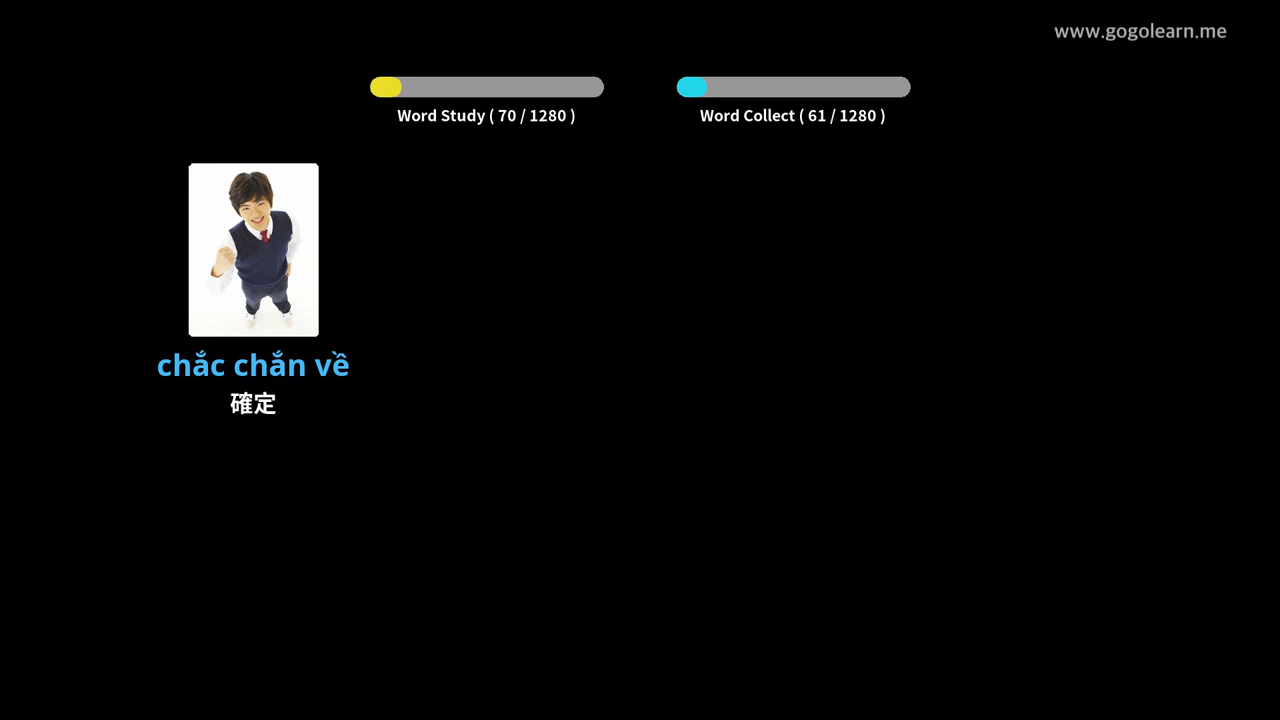 www.gogolearn.me
Word Study ( 70 / 1280 )
Word Collect ( 61 / 1280 )
chắc chắn về
確定